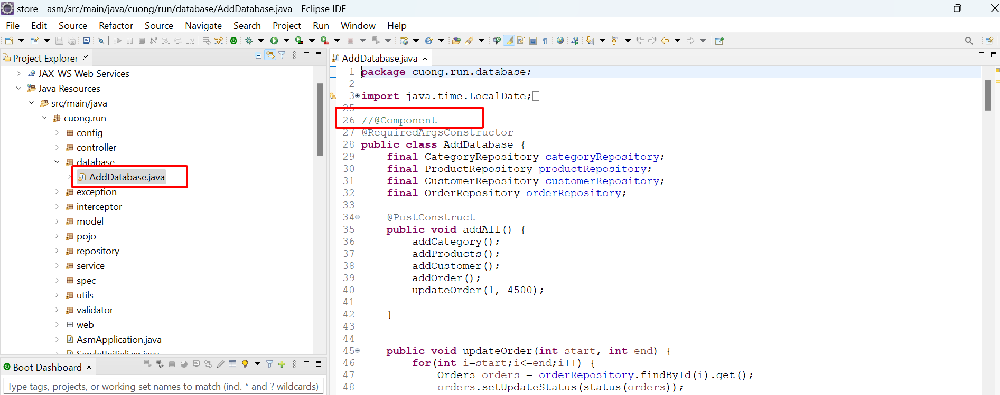 store - asm/src/main/java/cuong/run/database/AddDatabase.java - Eclipse IDE
File Edit Source Refactor Source Navigate Search Project Run Window Help
Project Explorer
JAX-WS Web Services
Java Resources
src/main/java
cuong.run
config
controller
database
AddDatabase.java
exception
interceptor
model
pojo
repository
service
spec
utils
validator
web
AsmApplication.java
ServletInitializer.java
Boot Dashboard
Type tags, projects, or working set names to match (incl. * and ? wildcards)
AddDatabase.java
1 package cuong.run.database;
2
3 import java.time.LocalDate;
25
26 //@Component
27 @RequiredArgsConstructor
28 public class AddDatabase {
29 final CategoryRepository categoryRepository;
30 final ProductRepository productRepository;
31 final CustomerRepository customerRepository;
32 final OrderRepository orderRepository;
33
34 @PostConstruct
35 public void addAll() {
36 addCategory();
37 addProducts();
38 addCustomer();
39 addOrder();
40 updateOrder(1, 4500);
41
42 }
43
44
45 public void updateOrder(int start, int end) {
46 for(int i=start;i<=end;i++) {
47 Orders orders = orderRepository.findById(i).get();
48 orders.setUpdateStatus(status(orders));